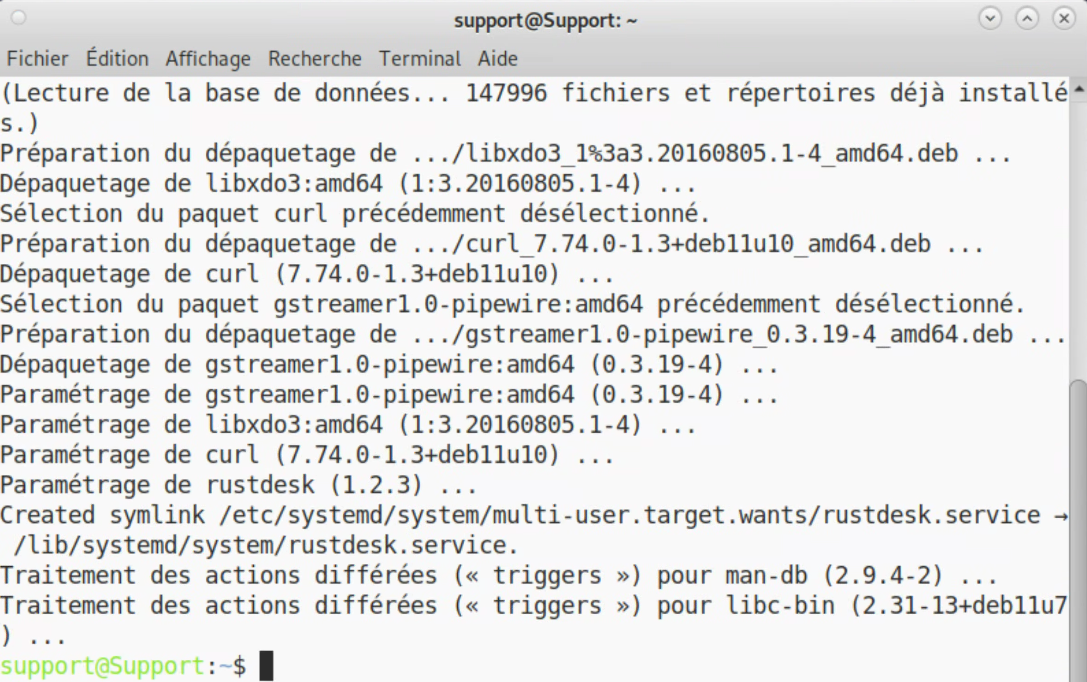 support@Support: ~
Fichier Édition Affichage Recherche Terminal Aide
(Lecture de la base de données... 147996 fichiers et répertoires déjà installé
s.)
Préparation du dépaquetage de .../libxdo3_1%3a3.20160805.1-4_amd64.deb ...
Dépaquetage de libxdo3:amd64 (1:3.20160805.1-4) ...
Sélection du paquet curl précédemment désélectionné.
Préparation du dépaquetage de .../curl_7.74.0-1.3+deb11u10_amd64.deb ...
Dépaquetage de curl (7.74.0-1.3+deb11u10) ...
Sélection du paquet gstreamer1.0-pipewire:amd64 précédemment désélectionné.
Préparation du dépaquetage de .../gstreamer1.0-pipewire_0.3.19-4_amd64.deb ...
Dépaquetage de gstreamer1.0-pipewire:amd64 (0.3.19-4) ...
Paramétrage de gstreamer1.0-pipewire:amd64 (0.3.19-4) ...
Paramétrage de libxdo3:amd64 (1:3.20160805.1-4) ...
Paramétrage de curl (7.74.0-1.3+deb11u10) ...
Paramétrage de rustdesk (1.2.3) ...
Created symlink /etc/systemd/system/multi-user.target.wants/rustdesk.service →
 /lib/systemd/system/rustdesk.service.
Traitement des actions différées (« triggers ») pour man-db (2.9.4-2) ...
Traitement des actions différées (« triggers ») pour libc-bin (2.31-13+deb11u7
) ...
support@Support:~$